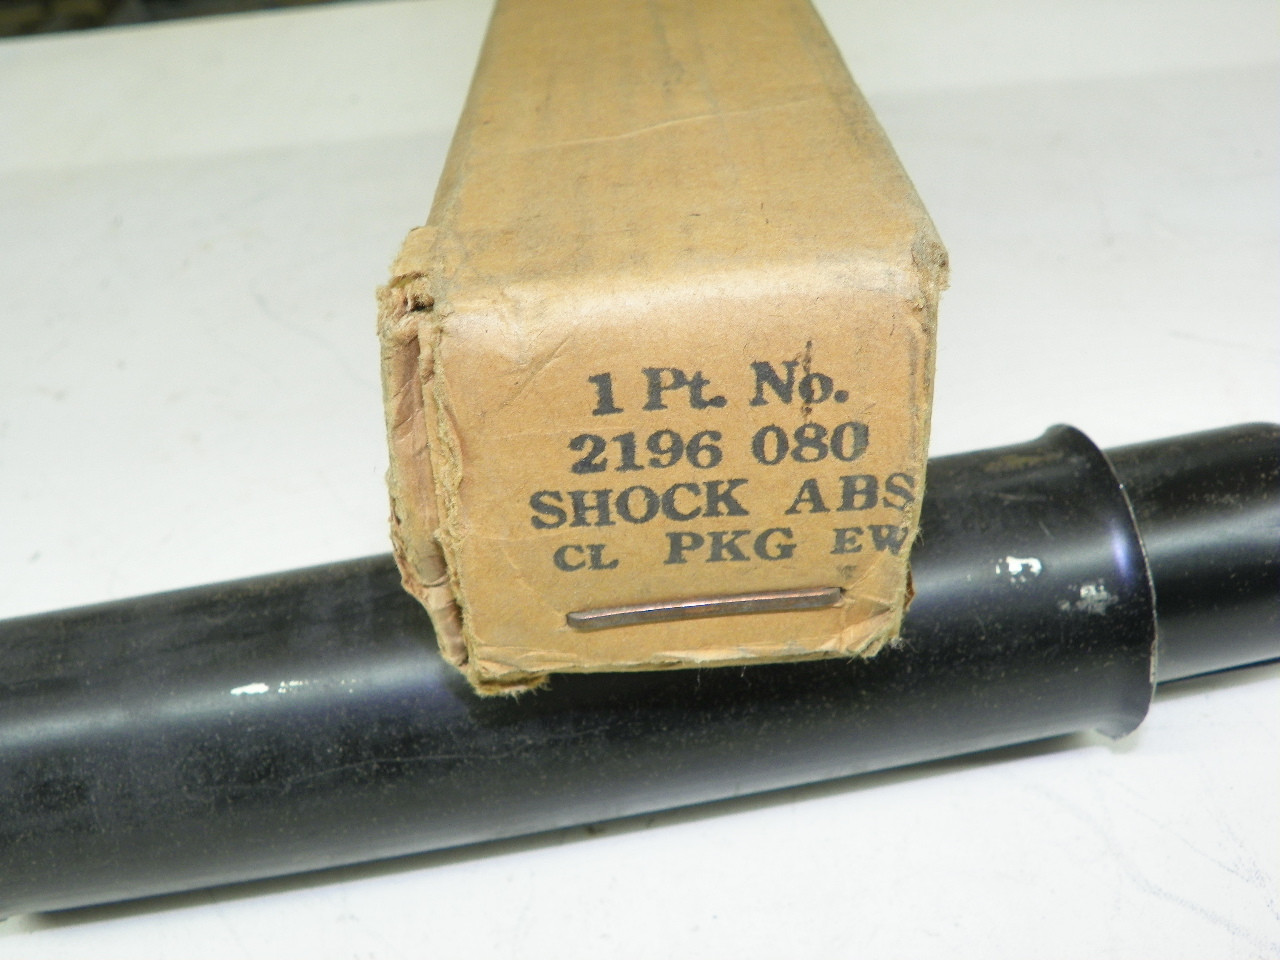 1 Pt. No.
2196 080
SHOCK ABS
CL PKG EW